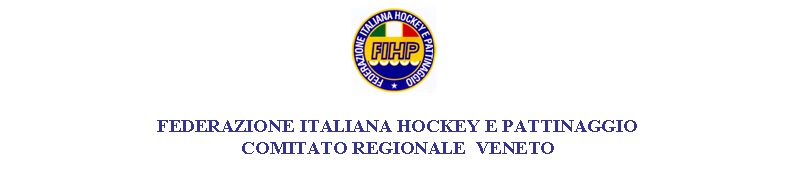 FEDERAZIONE ITALIANA HOCKEY E PATTINAGGIO
FIHP
FEDERAZIONE ITALIANA HOCKEY E PATTINAGGIO
COMITATO REGIONALE VENETO